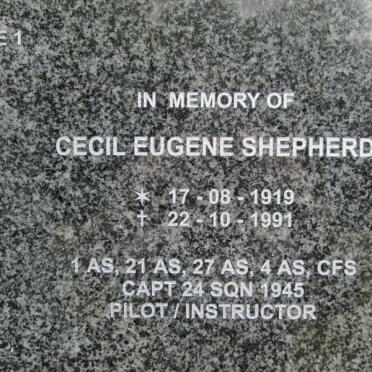 E 1
IN MEMORY OF
CECIL EUGENE SHEPHERD
✶ 17 - 08 - 1919
† 22 - 10 - 1991
1 AS, 21 AS, 27 AS, 4 AS, CFS
CAPT 24 SQN 1945
PILOT / INSTRUCTOR